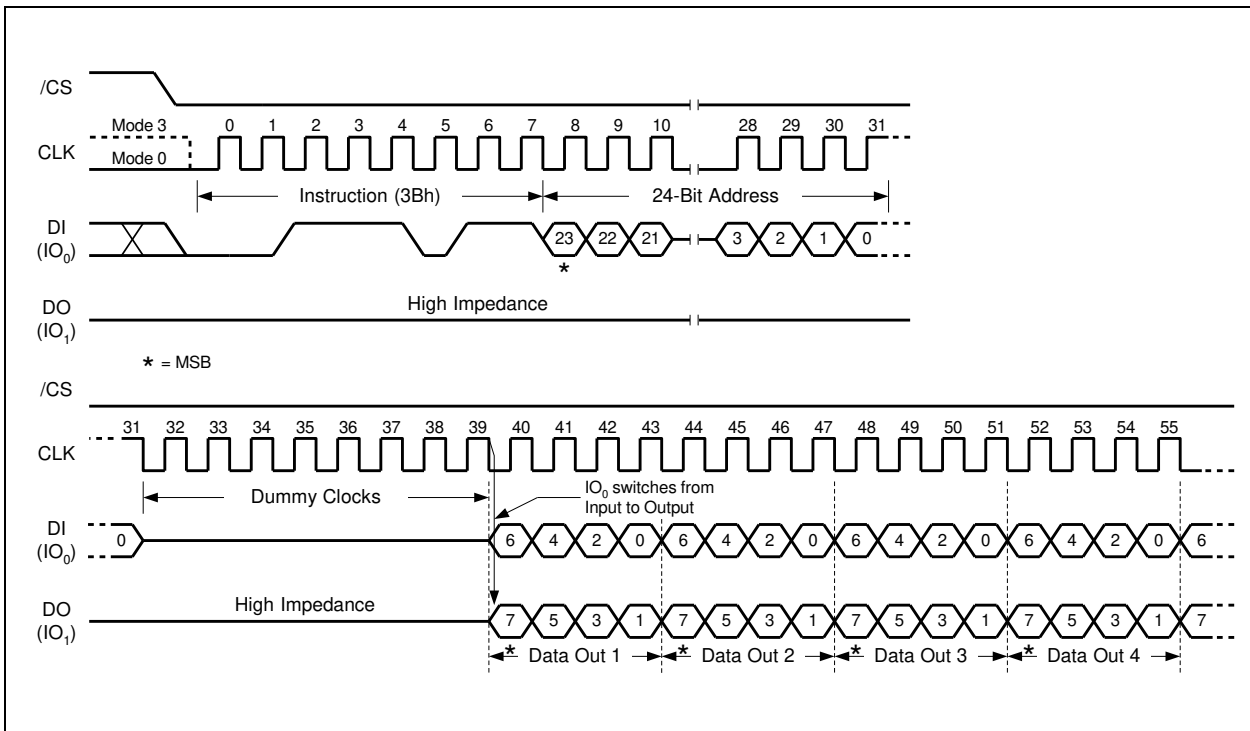 /CS
Mode 3 0 1 2 3 4 5 6 7 8 9 10 28 29 30 31
CLK
Mode 0
Instruction (3Bh) 24-Bit Address
DI
(IO0) 23 22 21 3 2 1 0
*
High Impedance
DO
(IO1)
* = MSB
/CS
31 32 33 34 35 36 37 38 39 40 41 42 43 44 45 46 47 48 49 50 51 52 53 54 55
CLK
Dummy Clocks
IO0 switches from
Input to Output
DI
(IO0) 0 6 4 2 0 6 4 2 0 6 4 2 0 6 4 2 0 6
High Impedance
DO
(IO1) 7 5 3 1 7 5 3 1 7 5 3 1 7 5 3 1 7
* Data Out 1 * Data Out 2 * Data Out 3 * Data Out 4